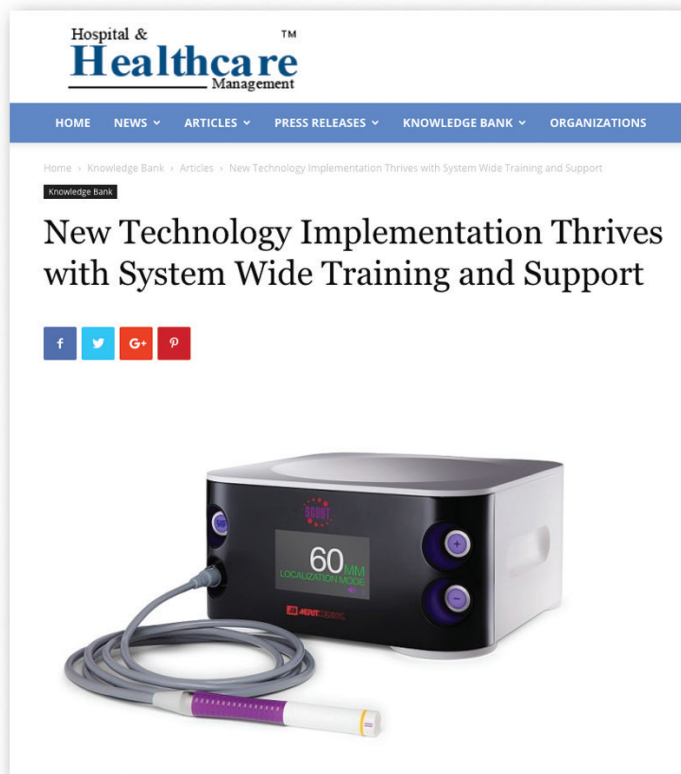 Hospital & TM
Healthcare
Management
HOME NEWS ARTICLES PRESS RELEASES KNOWLEDGE BANK ORGANIZATIONS
Home › Knowledge Bank › Articles › New Technology Implementation Thrives with System Wide Training and Support
Knowledge Bank
New Technology Implementation Thrives
with System Wide Training and Support
f G+
SCOUT
+
60 MM
LOCALIZATION MODE
−
MERIT